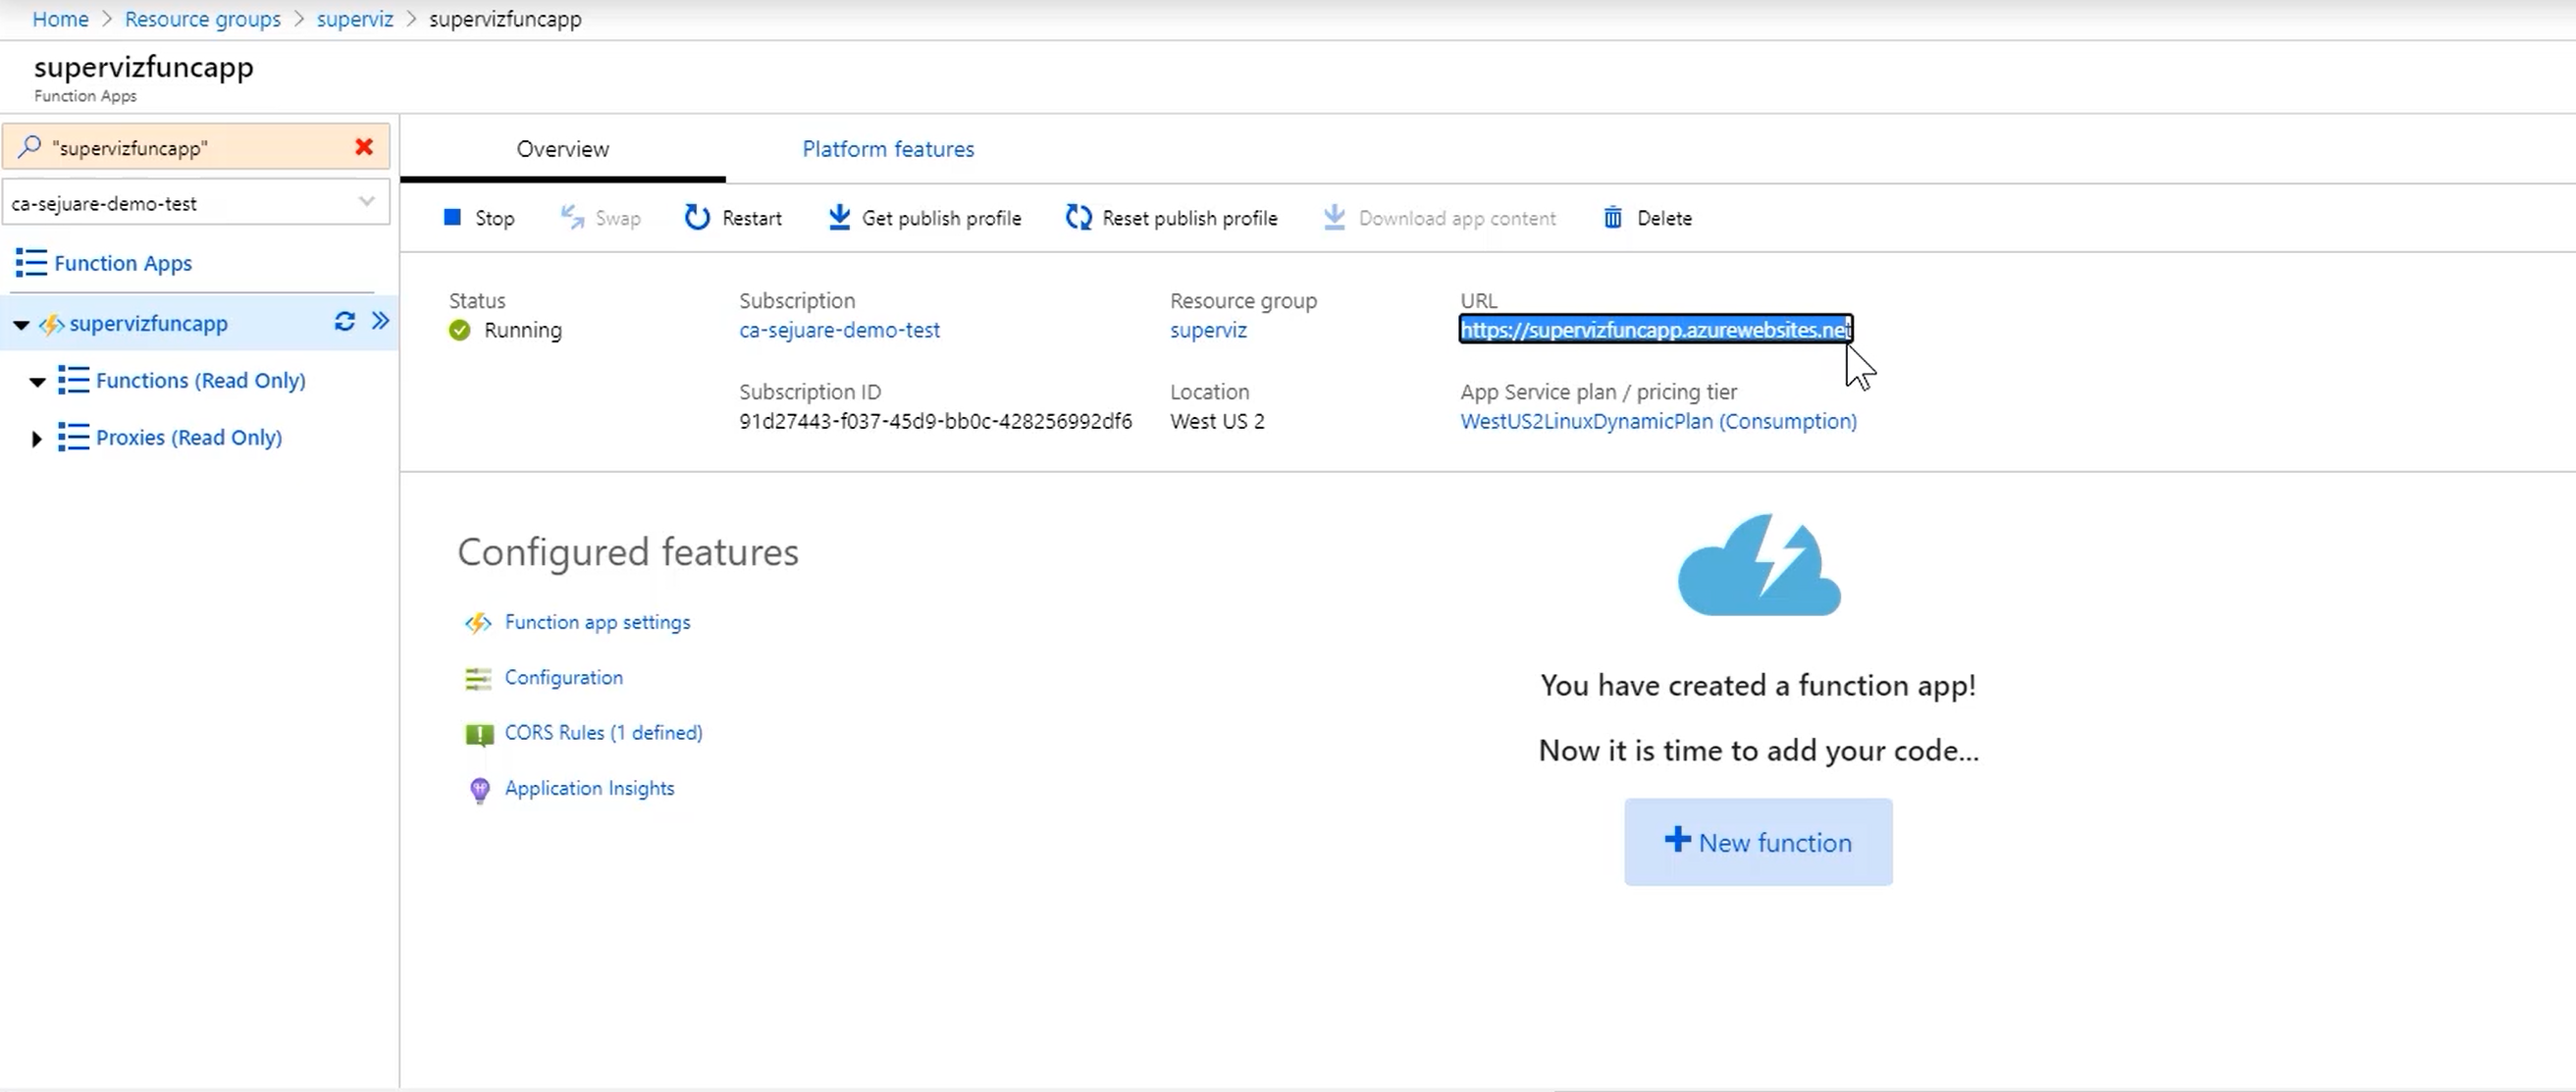 Home > Resource groups > superviz > supervizfuncapp
supervizfuncapp
Function Apps
"supervizfuncapp"
ca-sejuare-demo-test
Function Apps
supervizfuncapp
Functions (Read Only)
Proxies (Read Only)
Overview Platform features
Stop Swap Restart Get publish profile Reset publish profile Download app content Delete
Status Subscription Resource group URL
Running ca-sejuare-demo-test superviz https://supervizfuncapp.azurewebsites.net
Subscription ID Location App Service plan / pricing tier
91d27443-f037-45d9-bb0c-428256992df6 West US 2 WestUS2LinuxDynamicPlan (Consumption)
Configured features
Function app settings
Configuration
CORS Rules (1 defined)
Application Insights
You have created a function app!
Now it is time to add your code...
New function